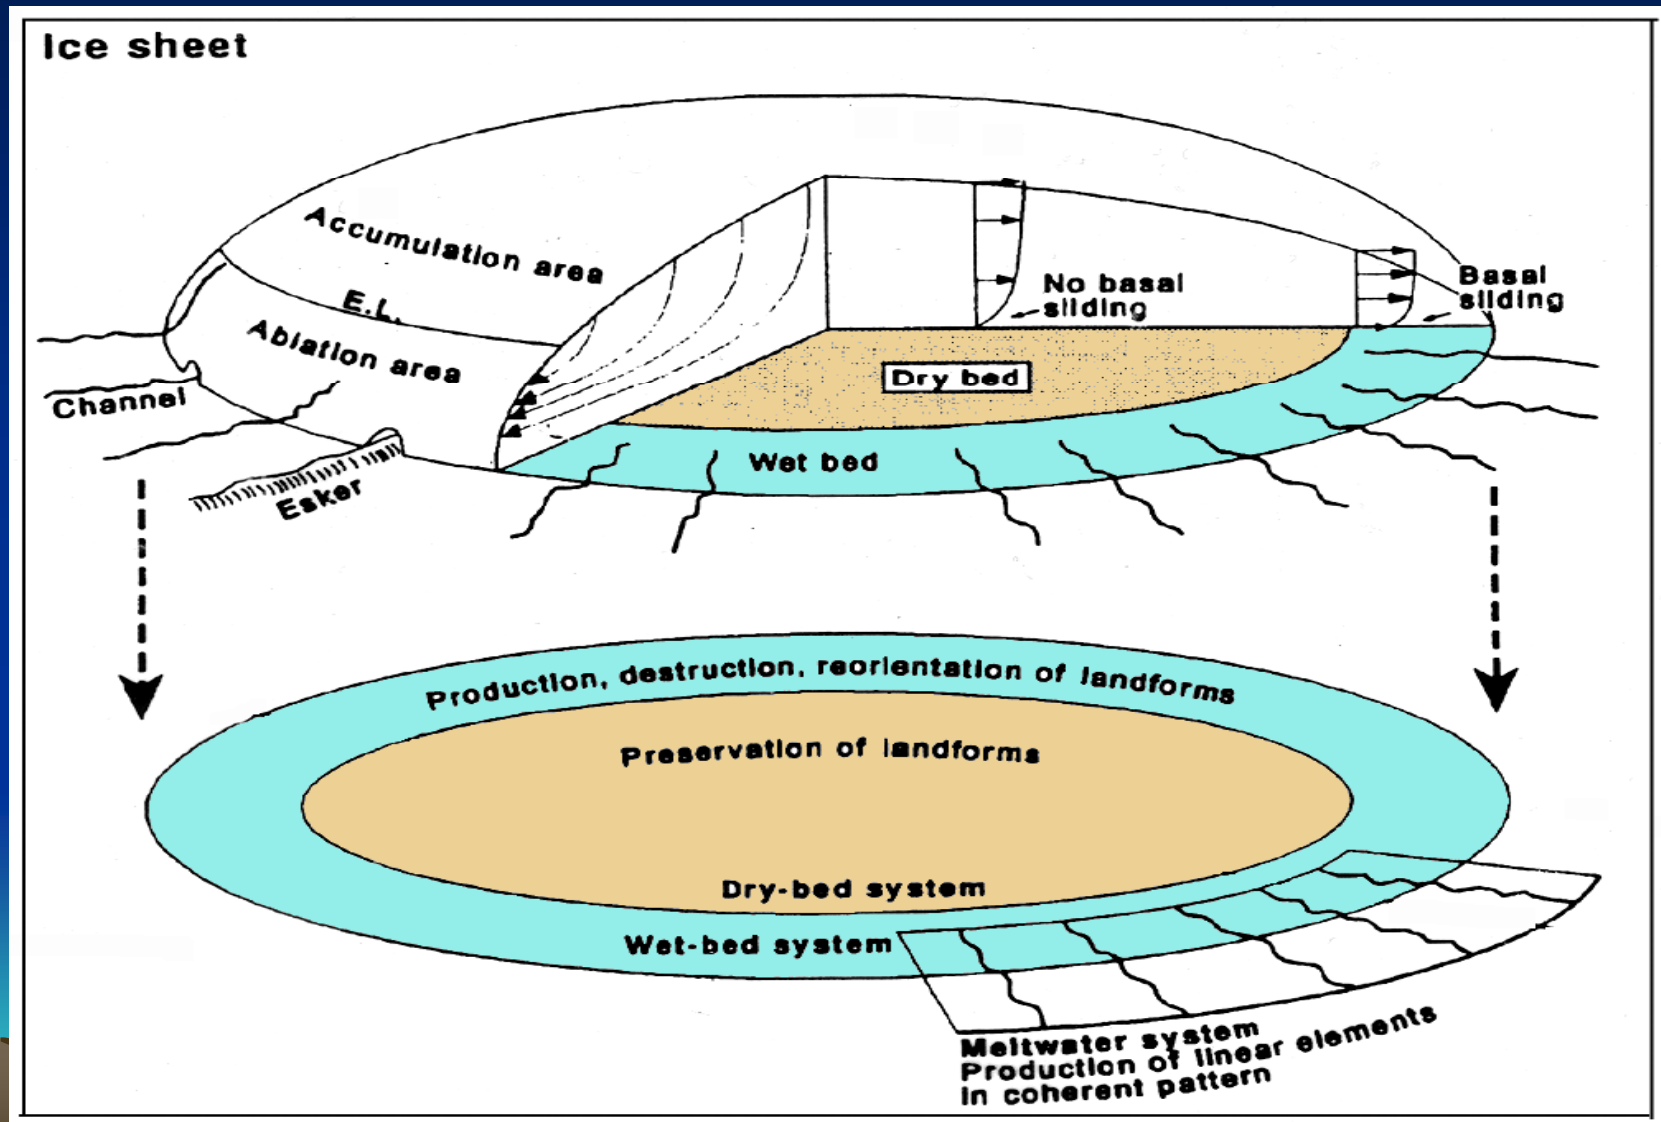 Ice sheet
Accumulation area
E.L.
Ablation area
Channel
Esker
No basal
sliding
Basal
sliding
Dry bed
Wet bed
Production, destruction, reorientation of landforms
Preservation of landforms
Dry-bed system
Wet-bed system
Meltwater system
Production of linear elements
in coherent pattern